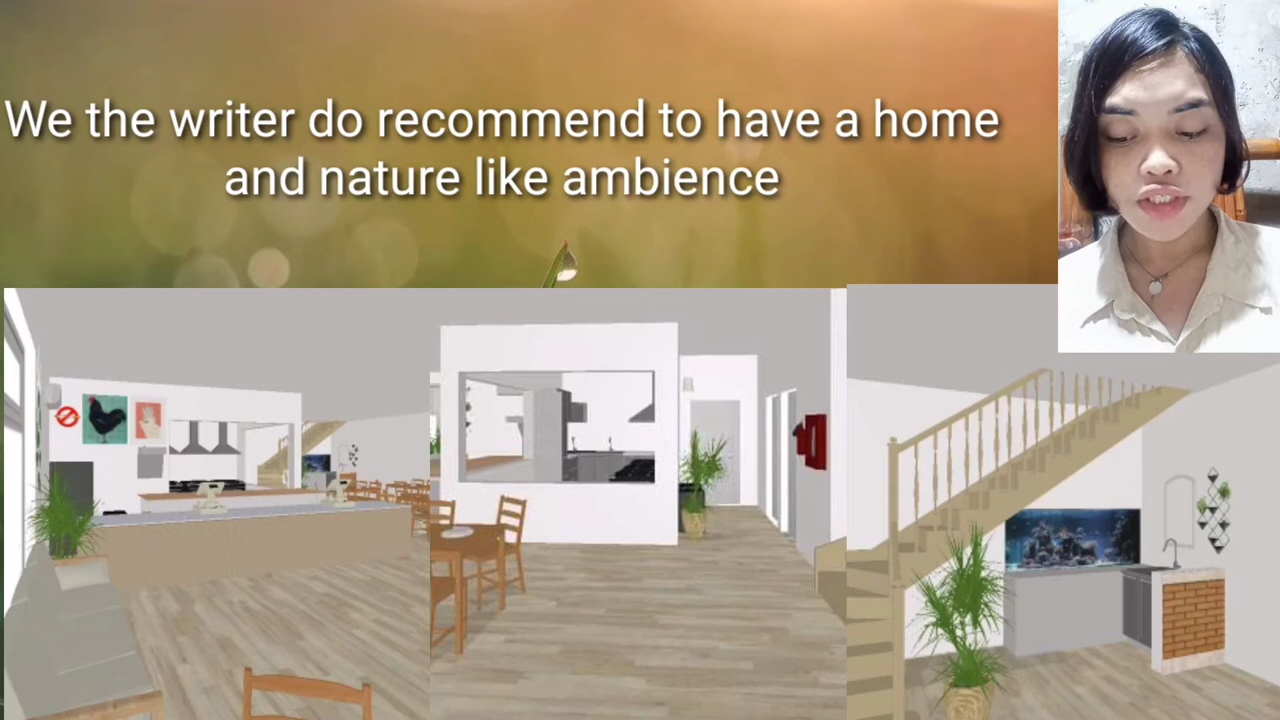 We the writer do recommend to have a home
and nature like ambience